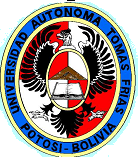 UNIVERSIDAD AUTONOMA TOMAS FRIAS
POTOSI - BOLIVIA